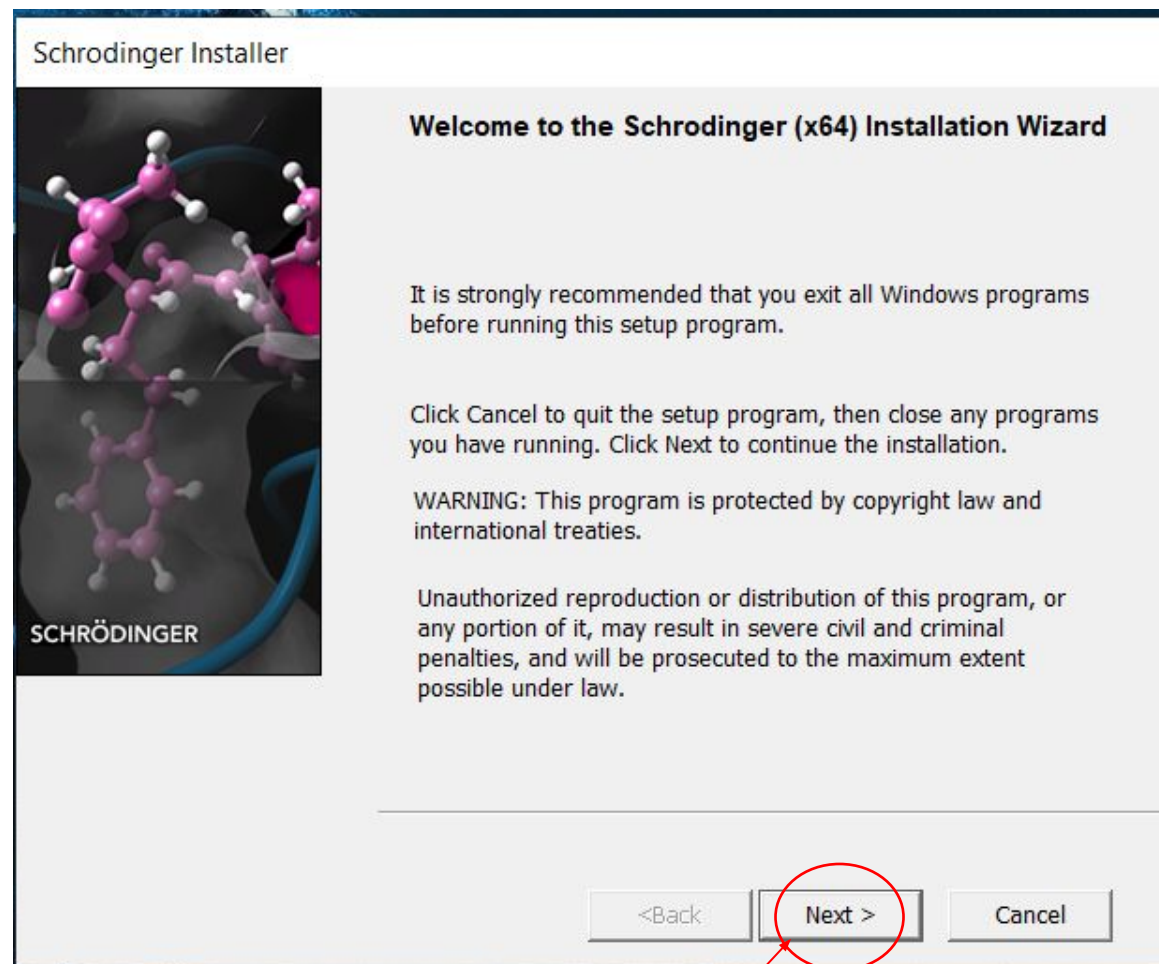 Schrodinger Installer
Welcome to the Schrodinger (x64) Installation Wizard
It is strongly recommended that you exit all Windows programs
before running this setup program.
Click Cancel to quit the setup program, then close any programs
you have running. Click Next to continue the installation.
WARNING: This program is protected by copyright law and
international treaties.
Unauthorized reproduction or distribution of this program, or
any portion of it, may result in severe civil and criminal
penalties, and will be prosecuted to the maximum extent
possible under law.
SCHRÖDINGER
<Back Next > Cancel